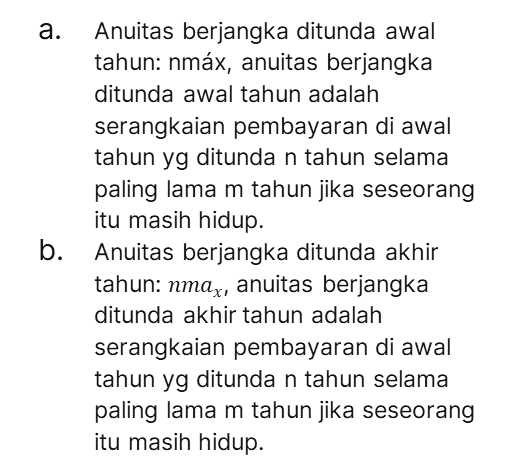 a. Anuitas berjangka ditunda awal
tahun: nmáx, anuitas berjangka
ditunda awal tahun adalah
serangkaian pembayaran di awal
tahun yg ditunda n tahun selama
paling lama m tahun jika seseorang
itu masih hidup.
b. Anuitas berjangka ditunda akhir
tahun: nmaₓ, anuitas berjangka
ditunda akhir tahun adalah
serangkaian pembayaran di awal
tahun yg ditunda n tahun selama
paling lama m tahun jika seseorang
itu masih hidup.